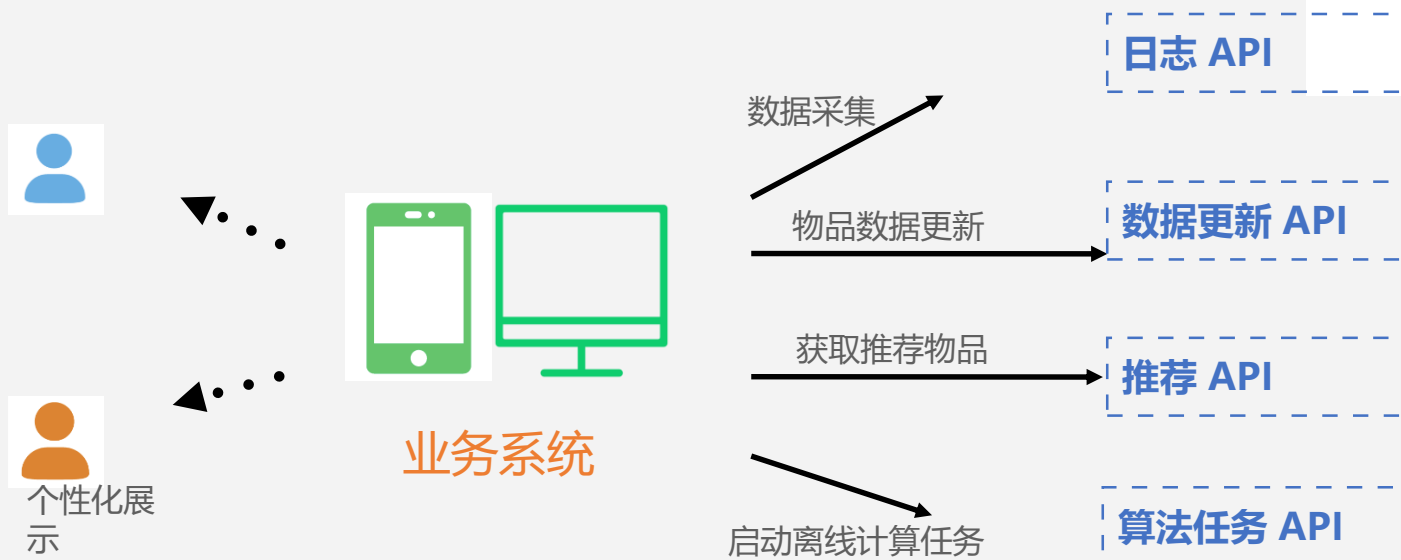 日志 API
数据采集
物品数据更新
数据更新 API
获取推荐物品
推荐 API
业务系统
个性化展
示
启动离线计算任务
算法任务 API